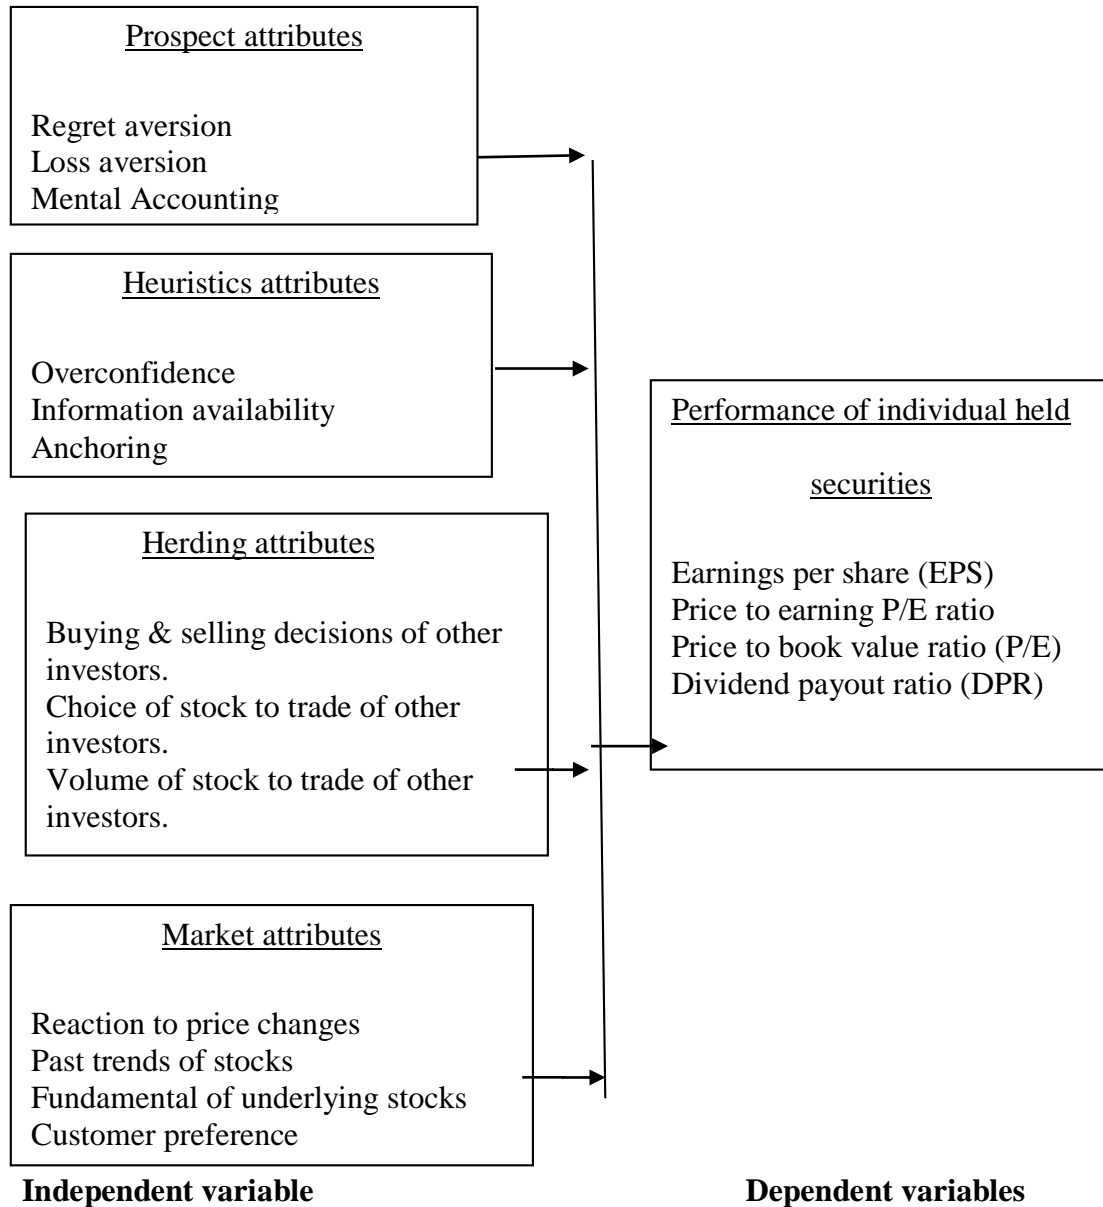 Prospect attributes
Regret aversion
Loss aversion
Mental Accounting
Heuristics attributes
Overconfidence
Information availability
Anchoring
Herding attributes
Buying & selling decisions of other
investors.
Choice of stock to trade of other
investors.
Volume of stock to trade of other
investors.
Market attributes
Reaction to price changes
Past trends of stocks
Fundamental of underlying stocks
Customer preference
Performance of individual held
securities
Earnings per share (EPS)
Price to earning P/E ratio
Price to book value ratio (P/E)
Dividend payout ratio (DPR)
Independent variable
Dependent variables